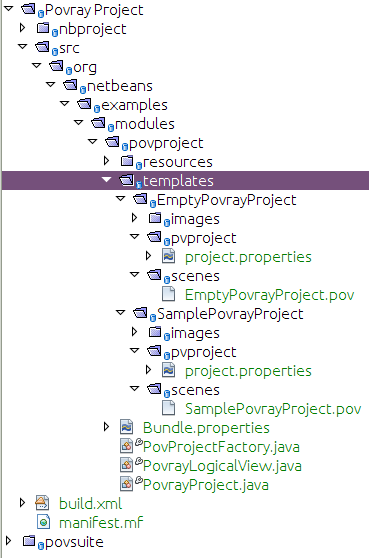 Povray Project
nbproject
src
org
netbeans
examples
modules
povproject
resources
templates
EmptyPovrayProject
images
pvproject
project.properties
scenes
EmptyPovrayProject.pov
SamplePovrayProject
images
pvproject
project.properties
scenes
SamplePovrayProject.pov
Bundle.properties
PovProjectFactory.java
PovrayLogicalView.java
PovrayProject.java
build.xml
manifest.mf
povsuite